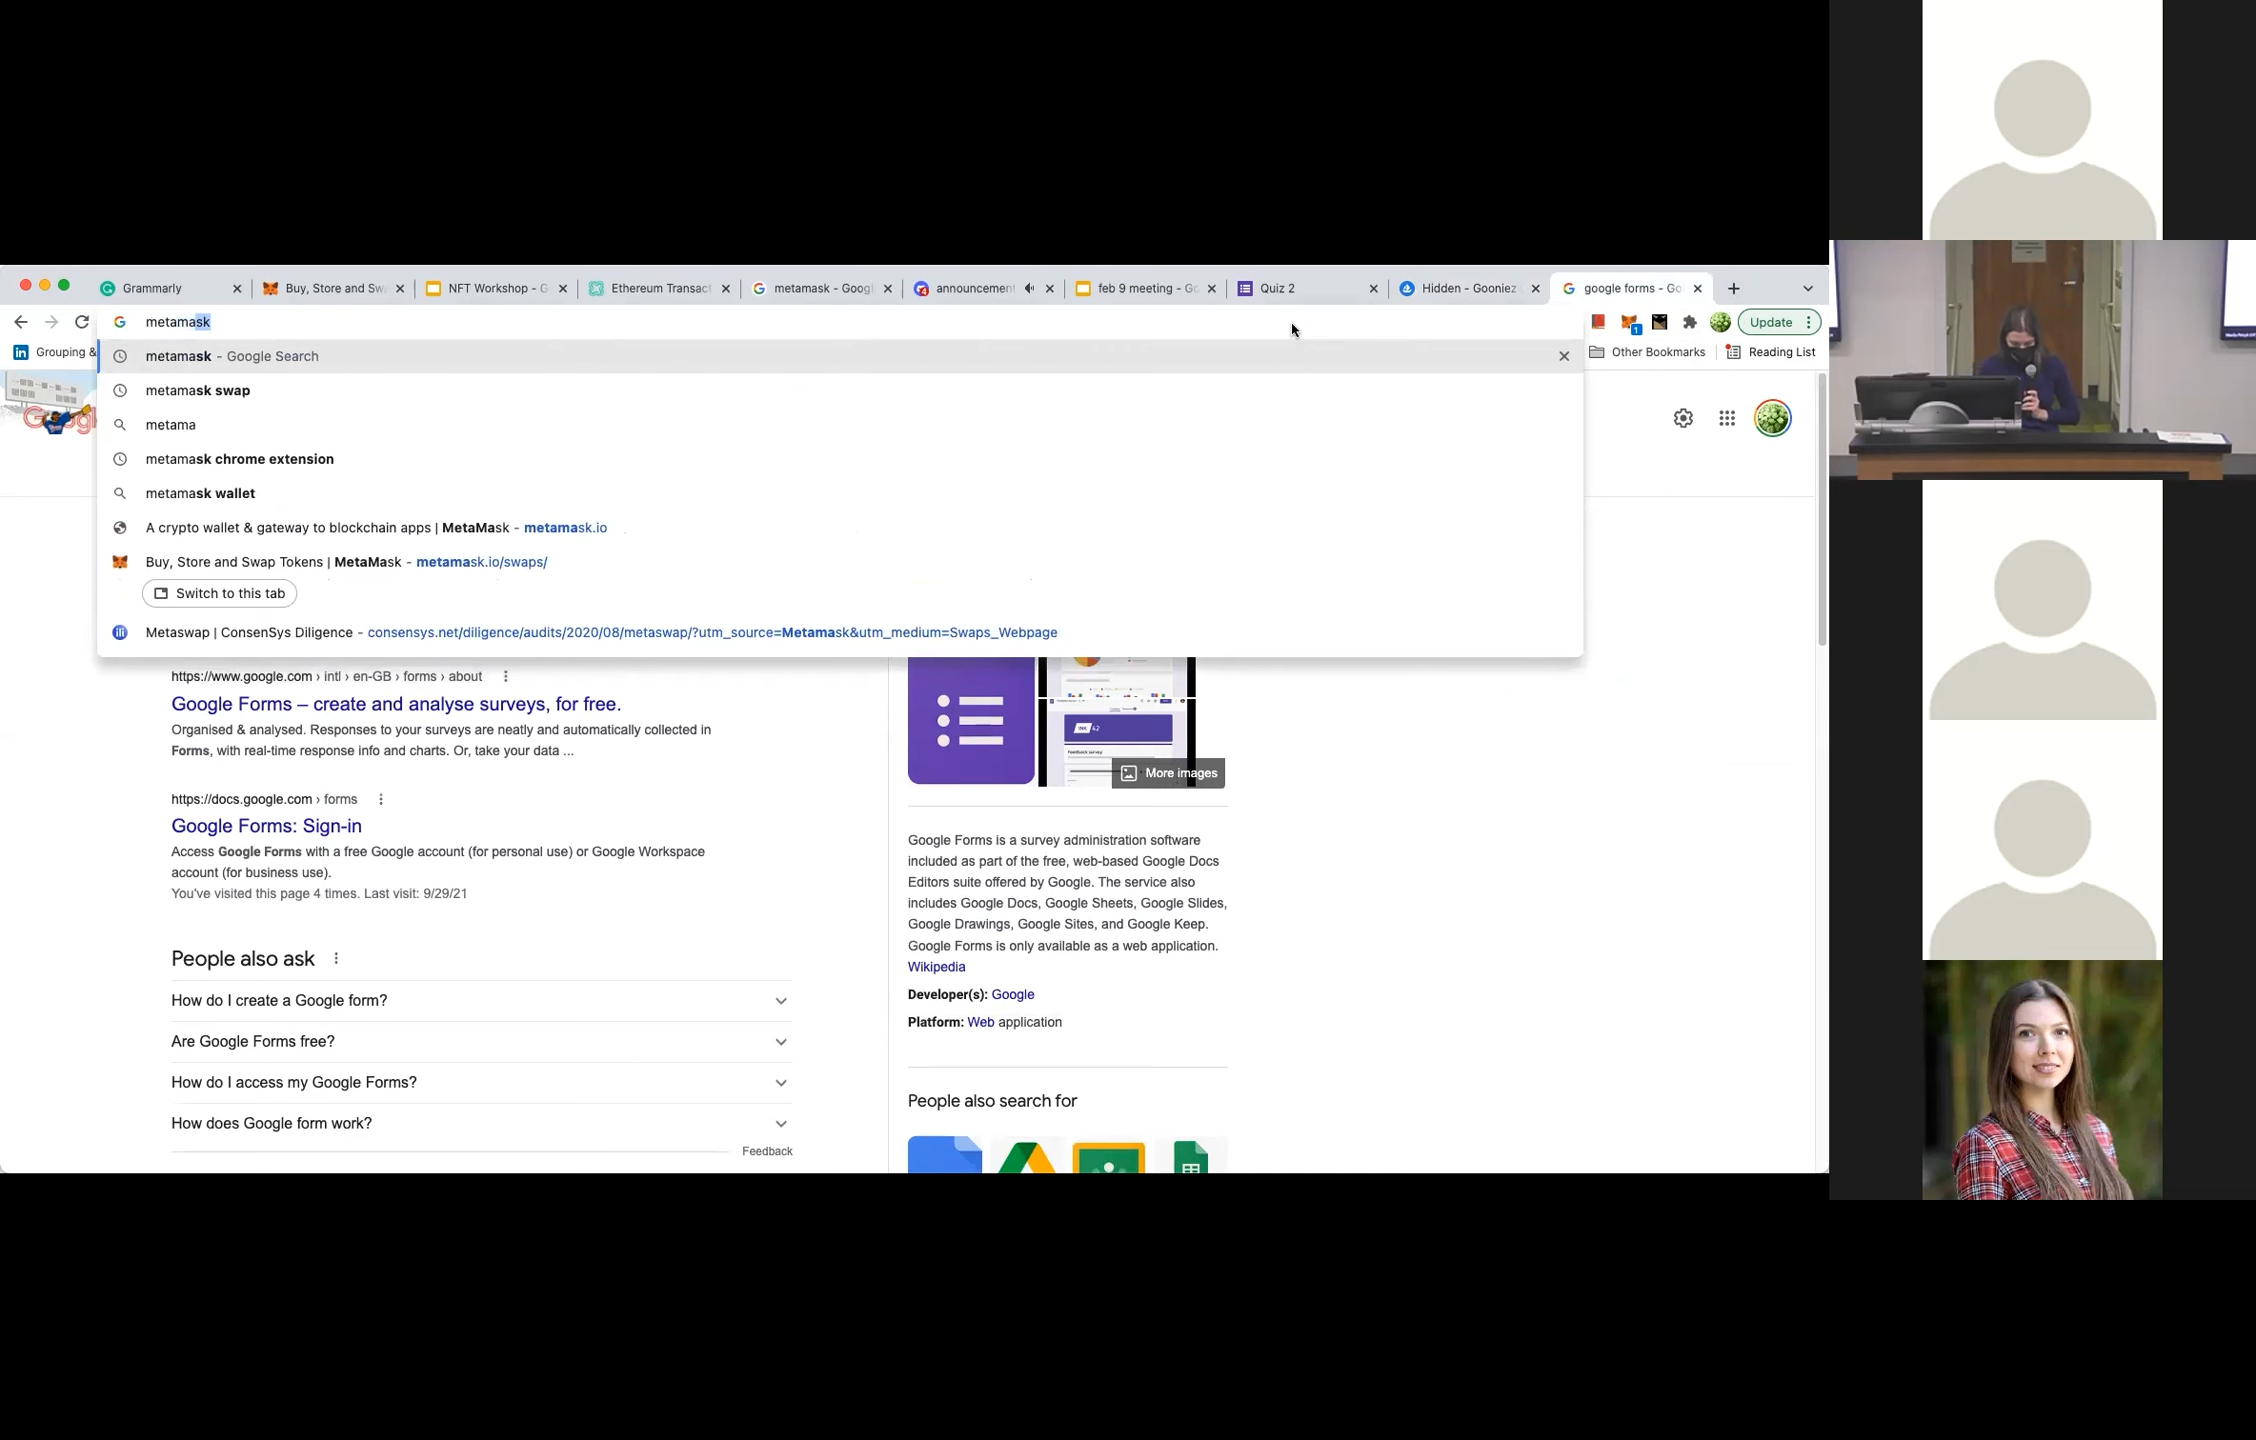 Grammarly
Buy, Store and Sw
NFT Workshop - G
Ethereum Transact
metamask - Googl
announcement
feb 9 meeting - Go
Quiz 2
Hidden - Gooniez
google forms - Go
metamask
1
Update
Grouping &
Other Bookmarks
Reading List
metamask - Google Search
metamask swap
metama
metamask chrome extension
metamask wallet
A crypto wallet & gateway to blockchain apps | MetaMask - metamask.io
Buy, Store and Swap Tokens | MetaMask - metamask.io/swaps/
Switch to this tab
Metaswap | ConsenSys Diligence - consensys.net/diligence/audits/2020/08/metaswap/?utm_source=Metamask&utm_medium=Swaps_Webpage
https://www.google.com › intl › en-GB › forms › about
Google Forms – create and analyse surveys, for free.
Organised & analysed. Responses to your surveys are neatly and automatically collected in
Forms, with real-time response info and charts. Or, take your data ...
https://docs.google.com › forms
Google Forms: Sign-in
Access Google Forms with a free Google account (for personal use) or Google Workspace
account (for business use).
You've visited this page 4 times. Last visit: 9/29/21
People also ask
How do I create a Google form?
Are Google Forms free?
How do I access my Google Forms?
How does Google form work?
Feedback
Feedback survey
More images
Google Forms is a survey administration software
included as part of the free, web-based Google Docs
Editors suite offered by Google. The service also
includes Google Docs, Google Sheets, Google Slides,
Google Drawings, Google Sites, and Google Keep.
Google Forms is only available as a web application.
Wikipedia
Developer(s): Google
Platform: Web application
People also search for